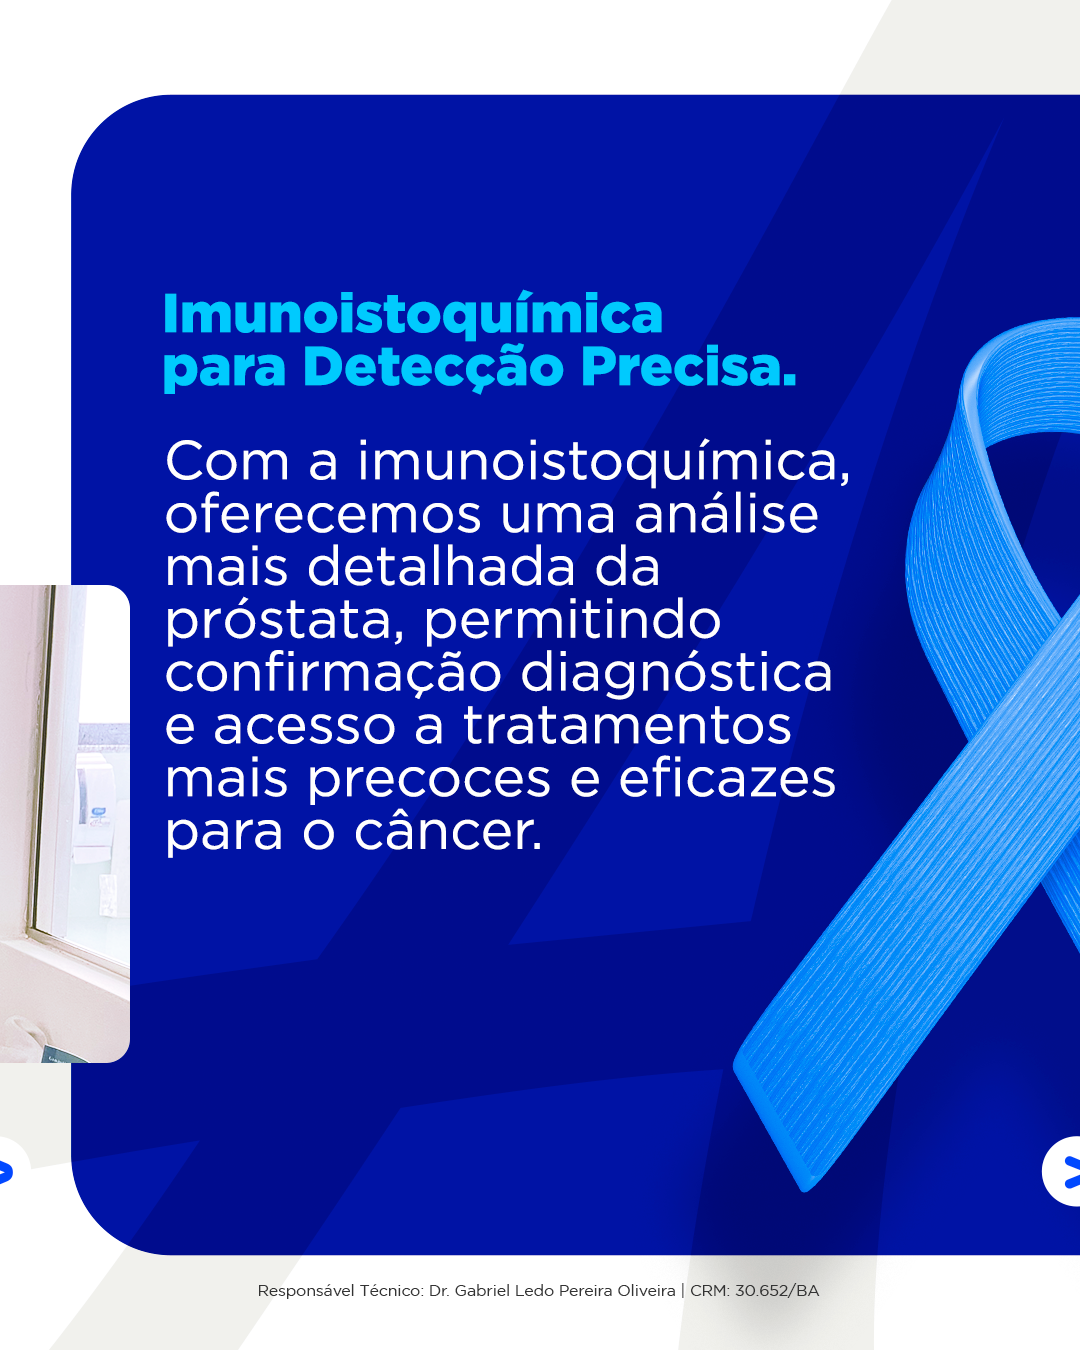 Imunoistoquímica
para Detecção Precisa.
Com a imunoistoquímica,
oferecemos uma análise
mais detalhada da
próstata, permitindo
confirmação diagnóstica
e acesso a tratamentos
mais precoces e eficazes
para o câncer.
Responsável Técnico: Dr. Gabriel Ledo Pereira Oliveira | CRM: 30.652/BA